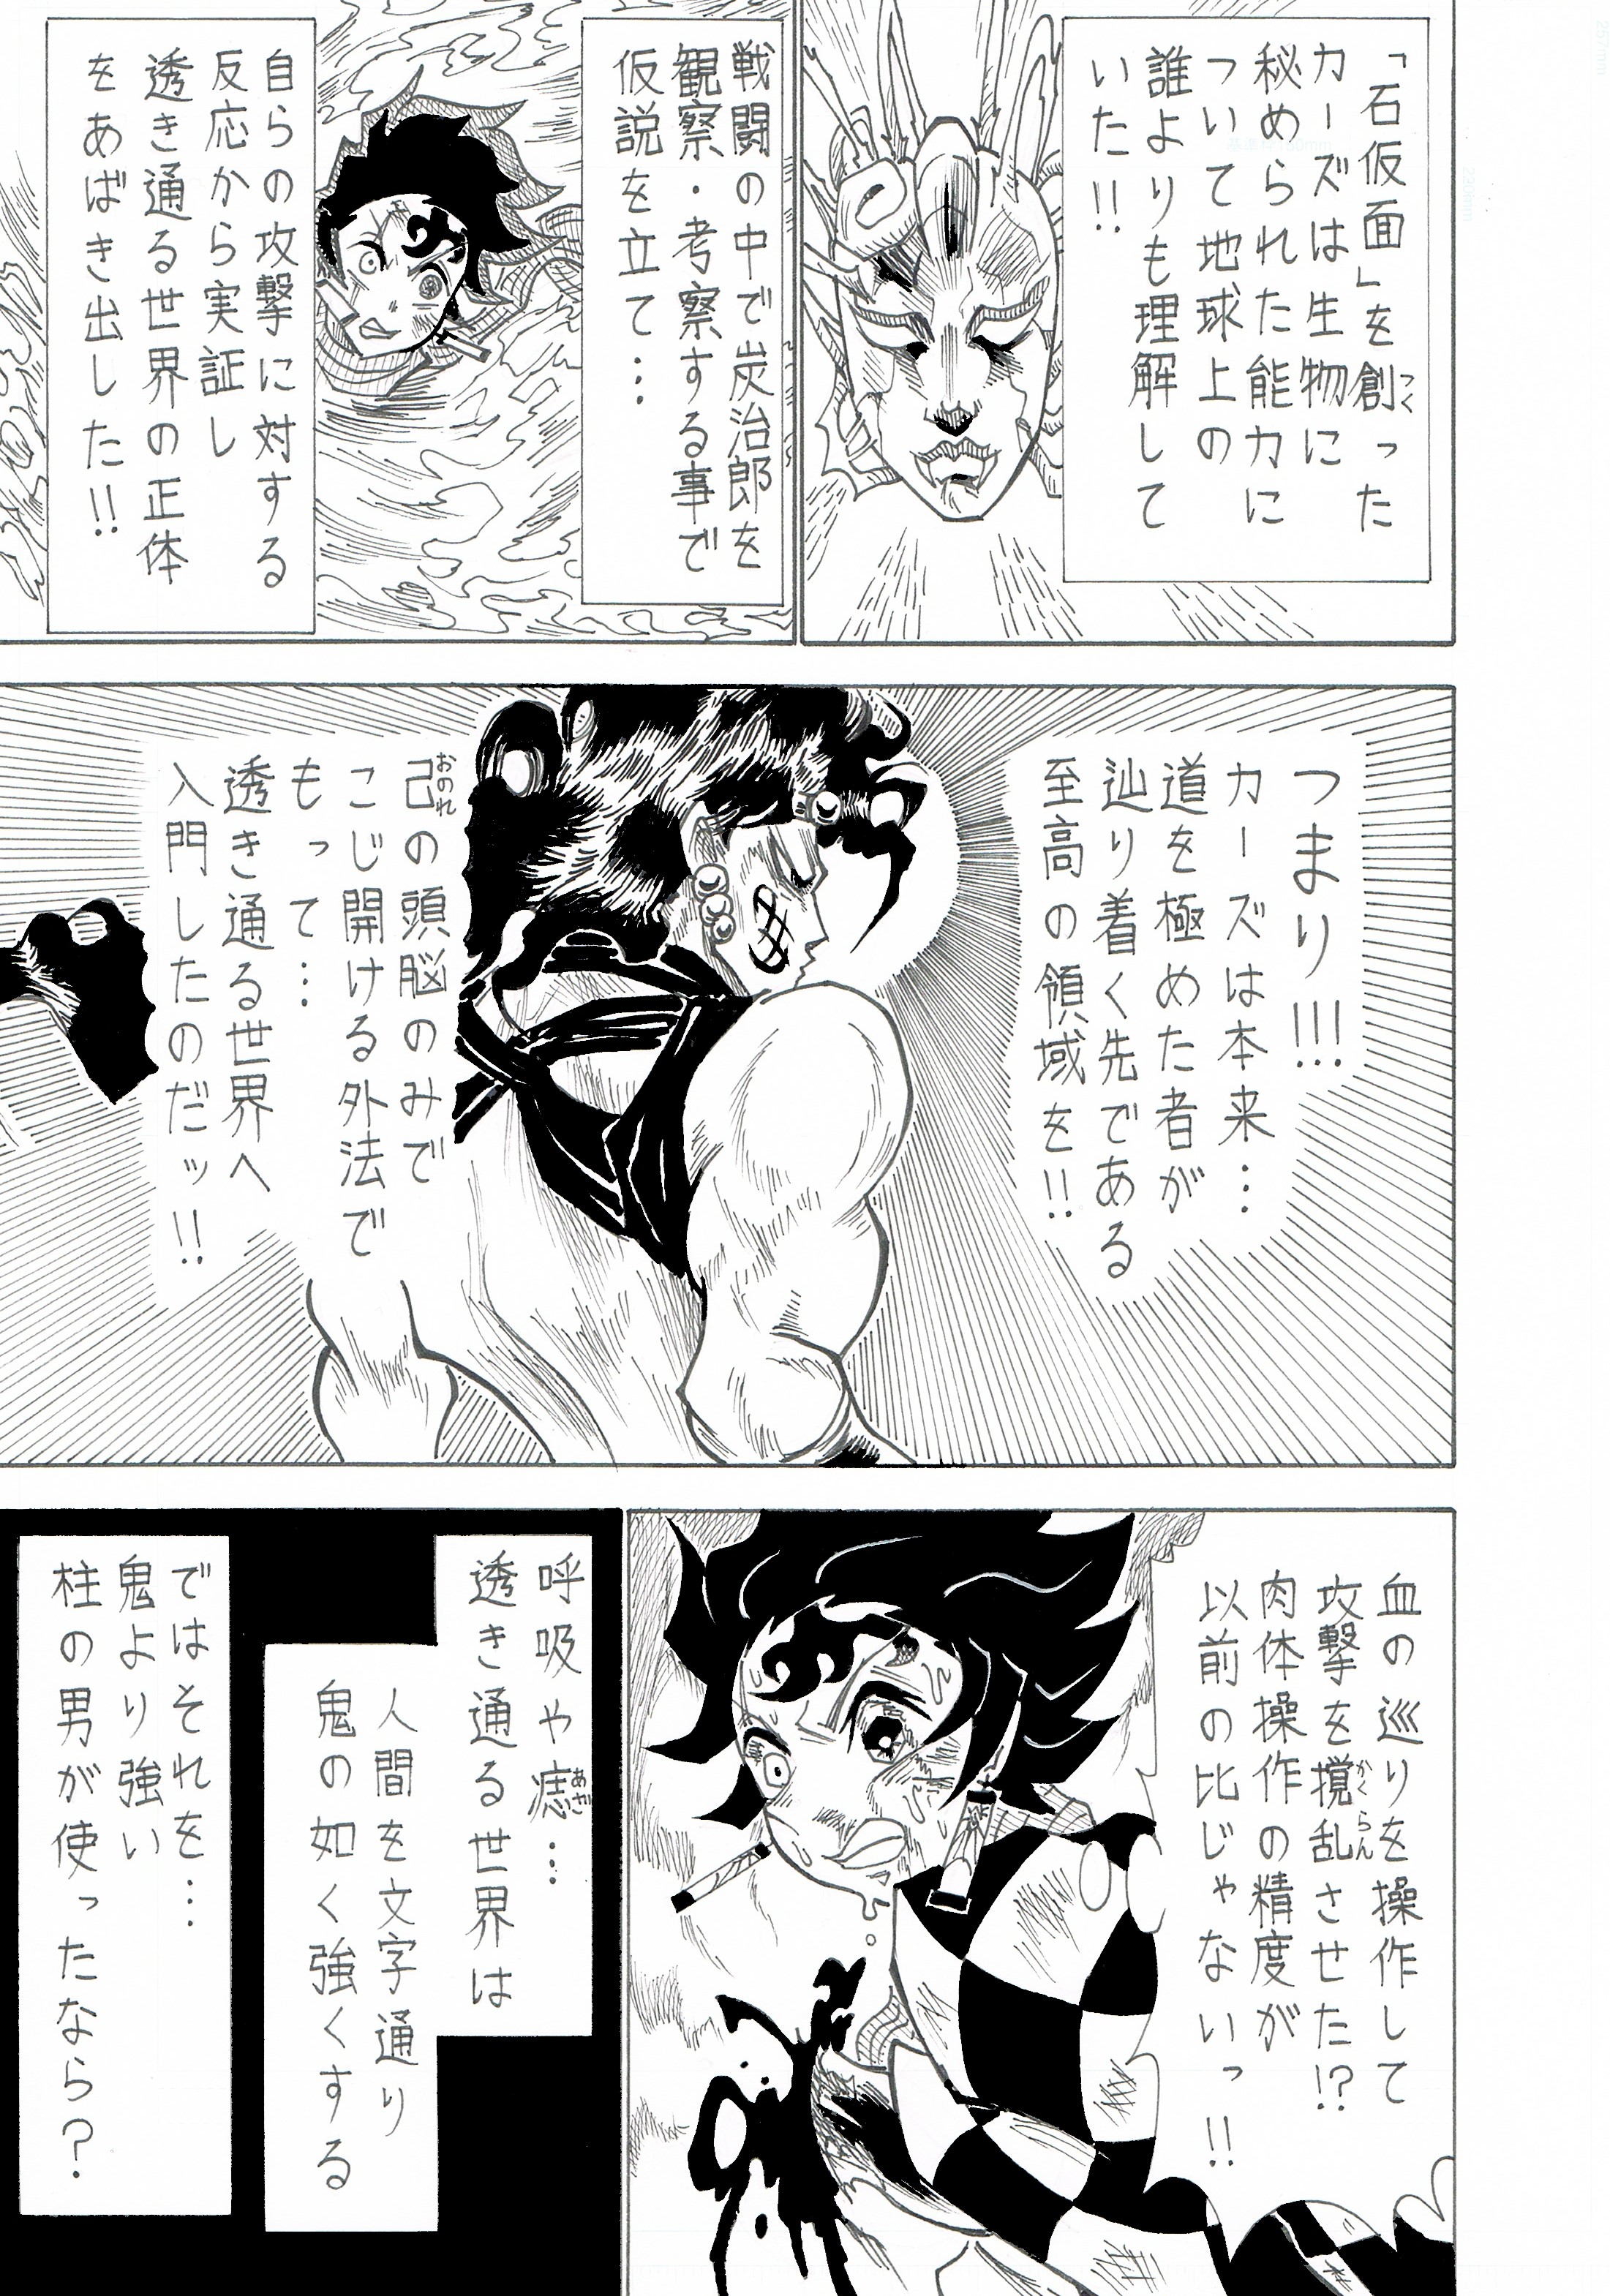 「石仮面」を創った
カーズは生物に
秘められた能力に
ついて地球上の
誰よりも理解して
いた!!
戦闘の中で炭治郎を
観察・考察する事で
仮説を立て…
自らの攻撃に対する
反応から実証し
透き通る世界の正体
をあばき出した!!
つまり!!!
カーズは本来…
道を極めた者が
辿り着く先である
至高の領域を!!
己の頭脳のみで
こじ開ける外法で
もって…
透き通る世界へ
入門したのだッ!!
血の巡りを操作して
攻撃を撹乱させた!?
肉体操作の精度が
以前の比じゃないっ!!
呼吸や痣…
透き通る世界は
人間を文字通り
鬼の如く強くする
ではそれを…
鬼より強い
柱の男が使ったなら?